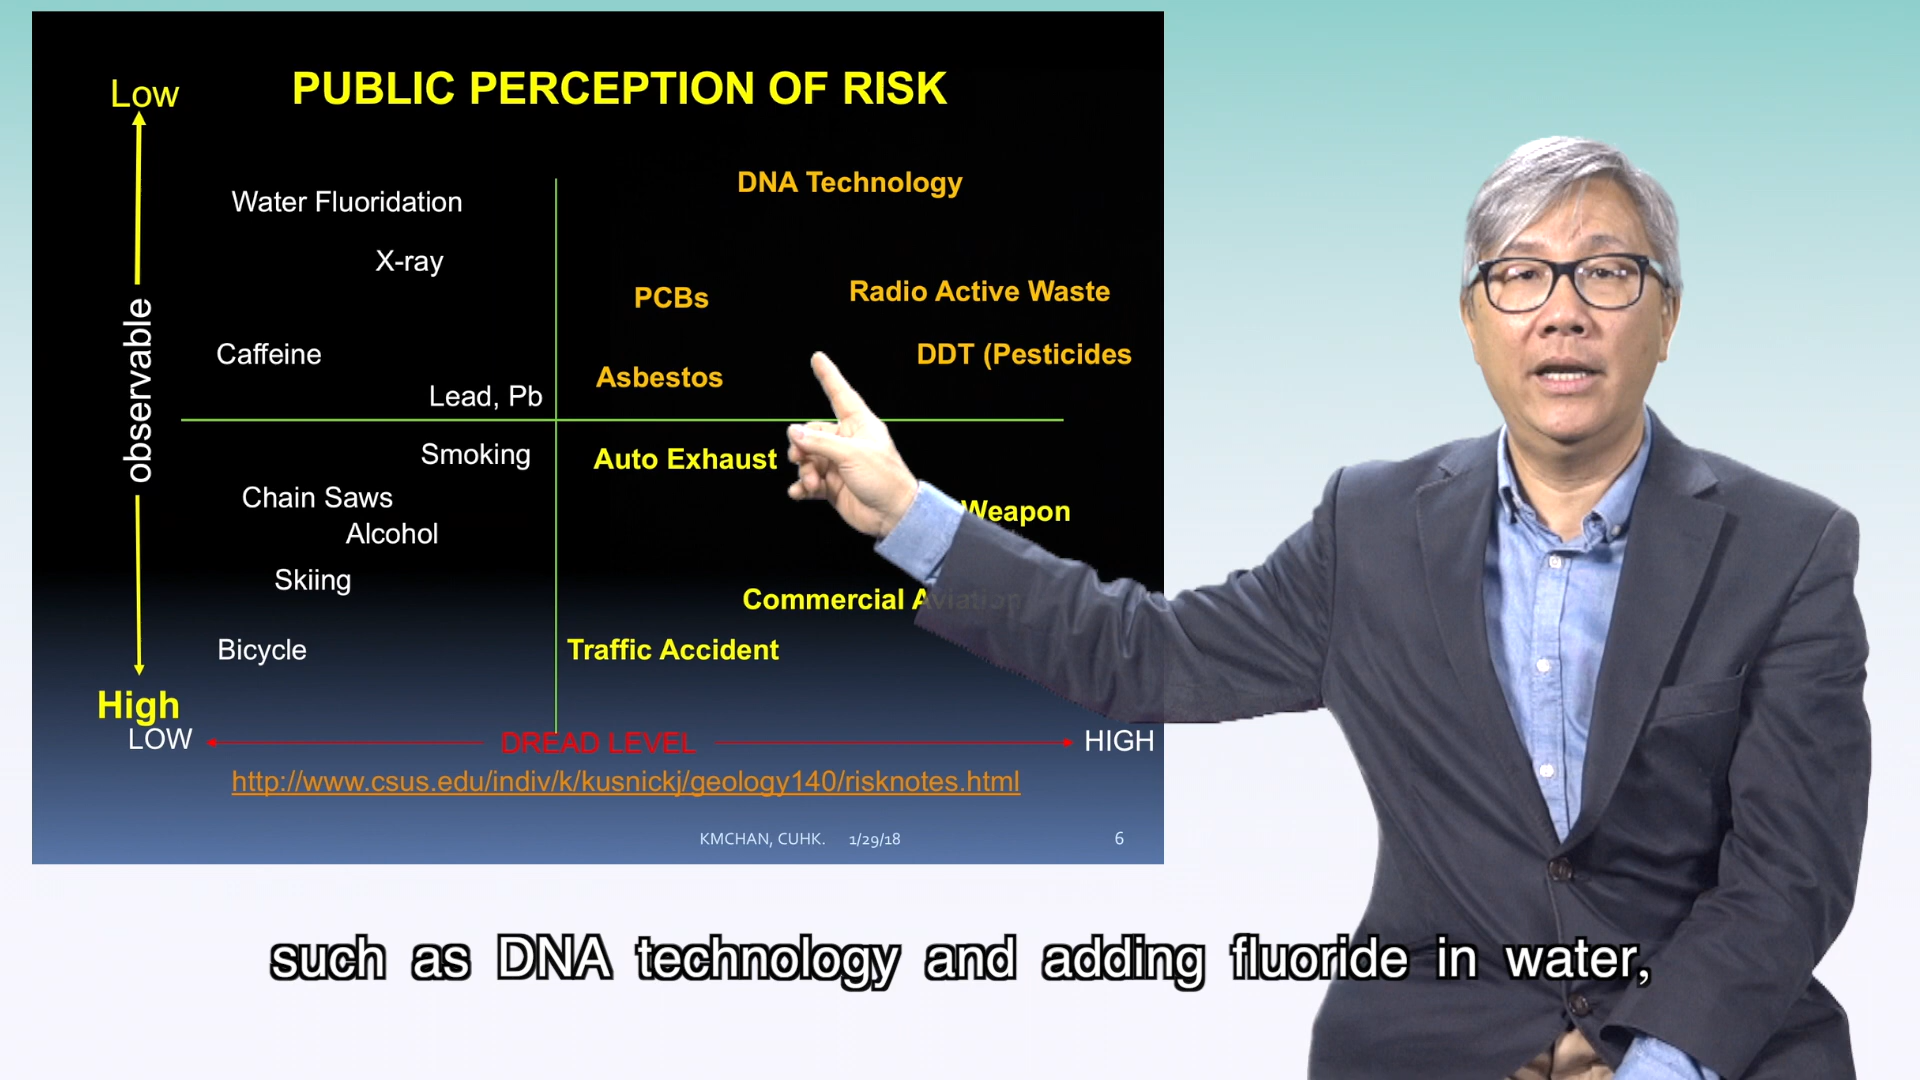 Low
PUBLIC PERCEPTION OF RISK
DNA Technology
Water Fluoridation
X-ray
PCBs
Radio Active Waste
observable
Caffeine
DDT (Pesticides
Asbestos
Lead, Pb
Smoking
Auto Exhaust
Chain Saws
Weapon
Alcohol
Skiing
Commercial Aviation
Bicycle
Traffic Accident
High
LOW
DREAD LEVEL
HIGH
http://www.csus.edu/indiv/k/kusnickj/geology140/risknotes.html
KMCHAN, CUHK. 1/29/18
6
such as DNA technology and adding fluoride in water,